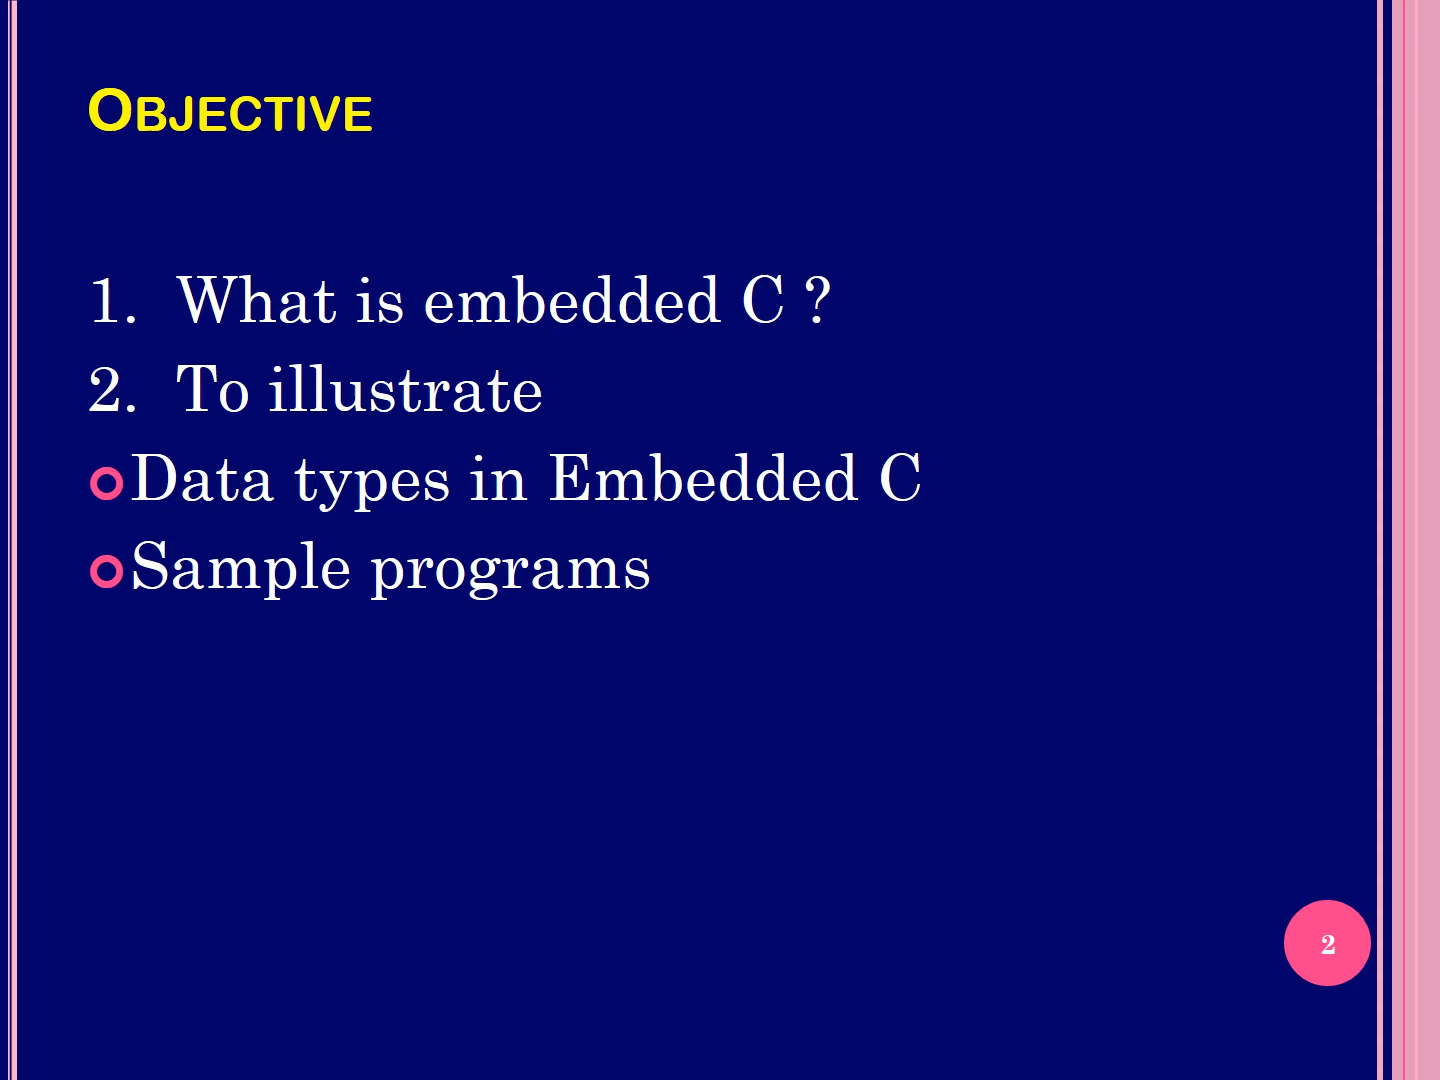 OBJECTIVE
1. What is embedded C ?
2. To illustrate
Data types in Embedded C
Sample programs
2